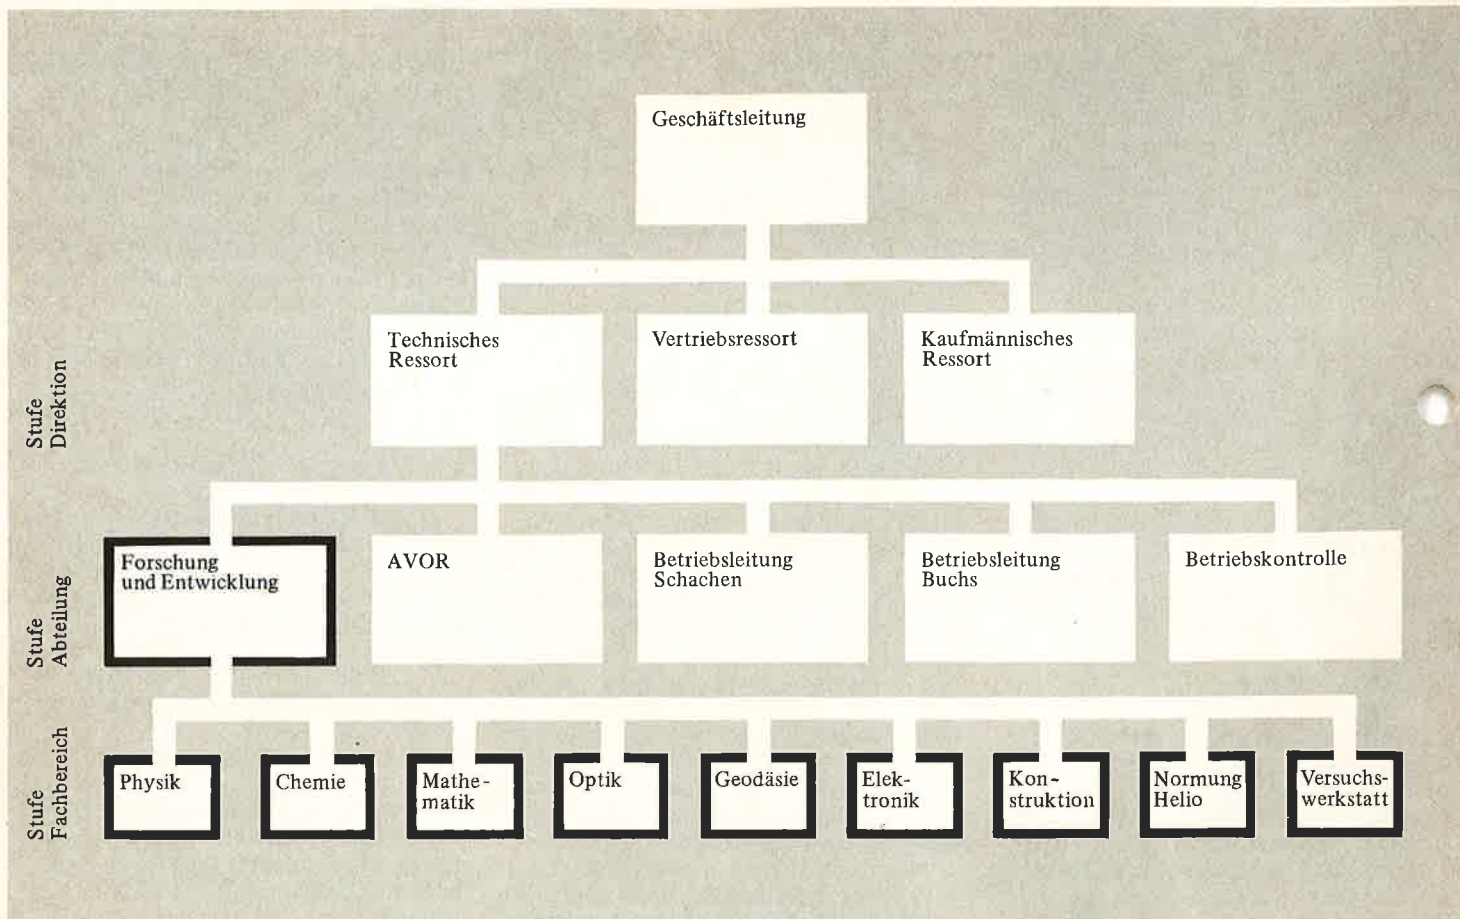 Geschäftsleitung
Stufe
Direktion
Technisches
Ressort
Vertriebsressort
Kaufmännisches
Ressort
Stufe
Abteilung
Forschung
und Entwicklung
AVOR
Betriebsleitung
Schachen
Betriebsleitung
Buchs
Betriebskontrolle
Stufe
Fachbereich
Physik
Chemie
Mathe-
matik
Optik
Geodäsie
Elek-
tronik
Kon-
struktion
Normung
Helio
Versuchs-
werkstatt